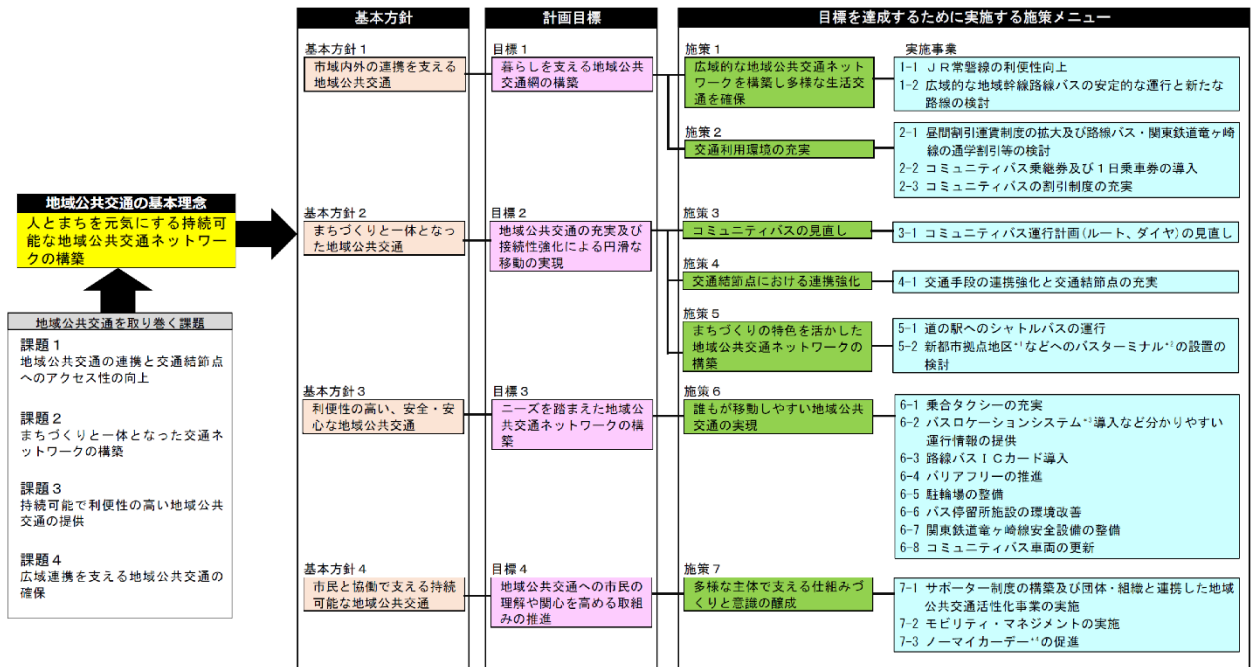 基本方針
計画目標
目標を達成するために実施する施策メニュー
地域公共交通の基本理念
人とまちを元気にする持続可
能な地域公共交通ネットワー
クの構築
地域公共交通を取り巻く課題
課題1
地域公共交通の連携と交通結節点
へのアクセス性の向上
課題2
まちづくりと一体となった交通ネ
ットワークの構築
課題3
持続可能で利便性の高い地域公共
交通の提供
課題4
広域連携を支える地域公共交通の
確保
基本方針1
市域内外の連携を支える
地域公共交通
目標1
暮らしを支える地域公共
交通網の構築
施策1
広域的な地域公共交通ネット
ワークを構築し多様な生活交
通を確保
実施事業
1-1 JR常磐線の利便性向上
1-2 広域的な地域幹線路線バスの安定的な運行と新たな
路線の検討
施策2
交通利用環境の充実
2-1 昼間割引運賃制度の拡大及び路線バス・関東鉄道竜ヶ崎
線の通学割引等の検討
2-2 コミュニティバス乗継券及び1日乗車券の導入
2-3 コミュニティバスの割引制度の充実
基本方針2
まちづくりと一体となっ
た地域公共交通
目標2
地域公共交通の充実及び
接続性強化による円滑な
移動の実現
施策3
コミュニティバスの見直し
3-1 コミュニティバス運行計画(ルート、ダイヤ)の見直し
施策4
交通結節点における連携強化
4-1 交通手段の連携強化と交通結節点の充実
施策5
まちづくりの特色を活かした
地域公共交通ネットワークの
構築
5-1 道の駅へのシャトルバスの運行
5-2 新都市拠点地区*1などへのバスターミナル*2の設置の
検討
基本方針3
利便性の高い、安全・安
心な地域公共交通
目標3
ニーズを踏まえた地域公
共交通ネットワークの構
築
施策6
誰もが移動しやすい地域公共
交通の実現
6-1 乗合タクシーの充実
6-2 バスロケーションシステム*3導入など分かりやすい
運行情報の提供
6-3 路線バスICカード導入
6-4 バリアフリーの推進
6-5 駐輪場の整備
6-6 バス停留所施設の環境改善
6-7 関東鉄道竜ヶ崎線安全設備の整備
6-8 コミュニティバス車両の更新
基本方針4
市民と協働で支える持続
可能な地域公共交通
目標4
地域公共交通への市民の
理解や関心を高める取組
みの推進
施策7
多様な主体で支える仕組みづ
くりと意識の醸成
7-1 サポーター制度の構築及び団体・組織と連携した地域
公共交通活性化事業の実施
7-2 モビリティ・マネジメントの実施
7-3 ノーマイカーデー*4の促進